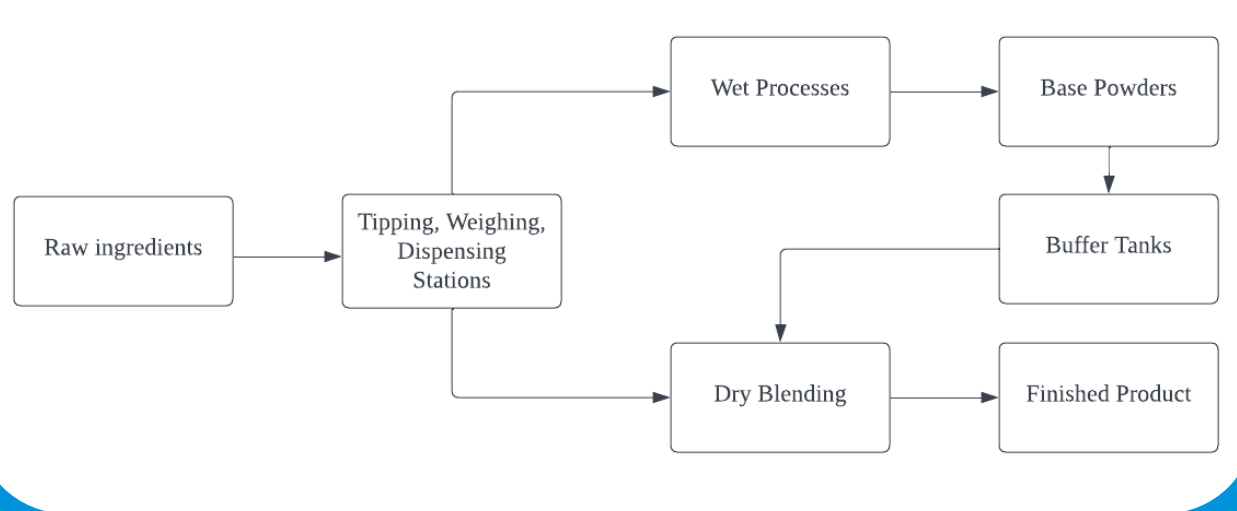 Wet Processes
Base Powders
Raw ingredients
Tipping, Weighing,
Dispensing
Stations
Buffer Tanks
Dry Blending
Finished Product